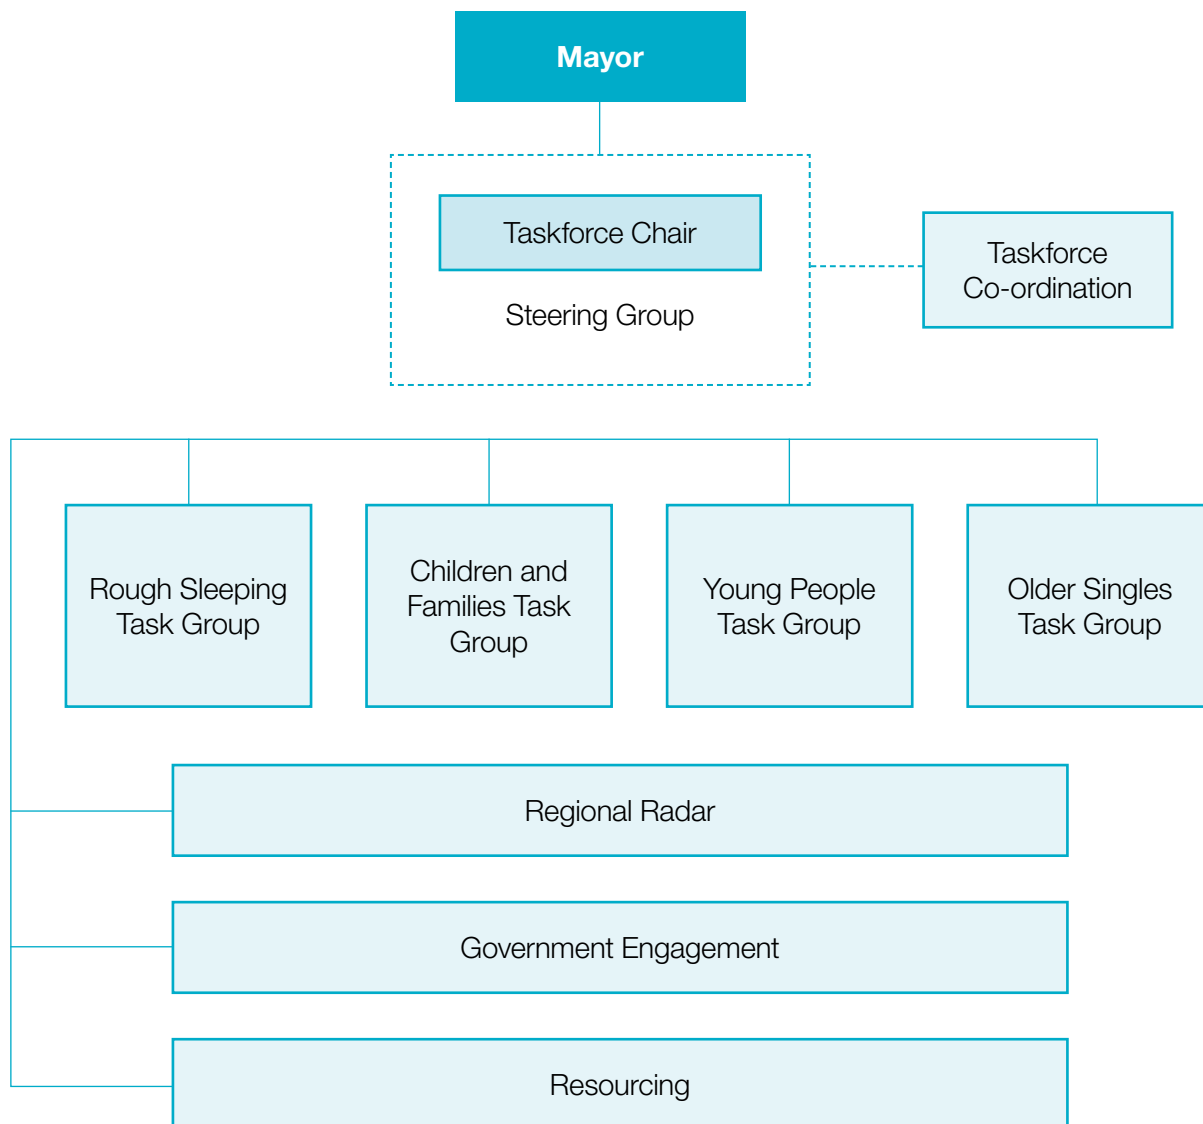 Mayor
Taskforce Chair
Steering Group
Taskforce
Co-ordination
Rough Sleeping
Task Group
Children and
Families Task
Group
Young People
Task Group
Older Singles
Task Group
Regional Radar
Government Engagement
Resourcing